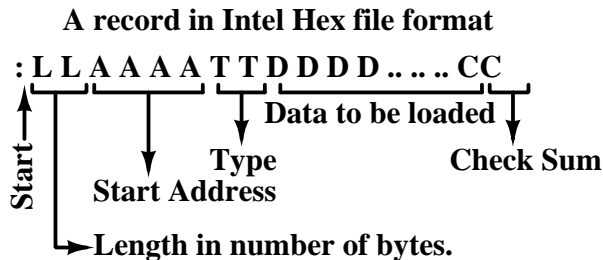 A record in Intel Hex file format
: L L A A A A T T D D D D .. .. .. CC
Data to be loaded
Start
Type
Check Sum
Start Address
Length in number of bytes.